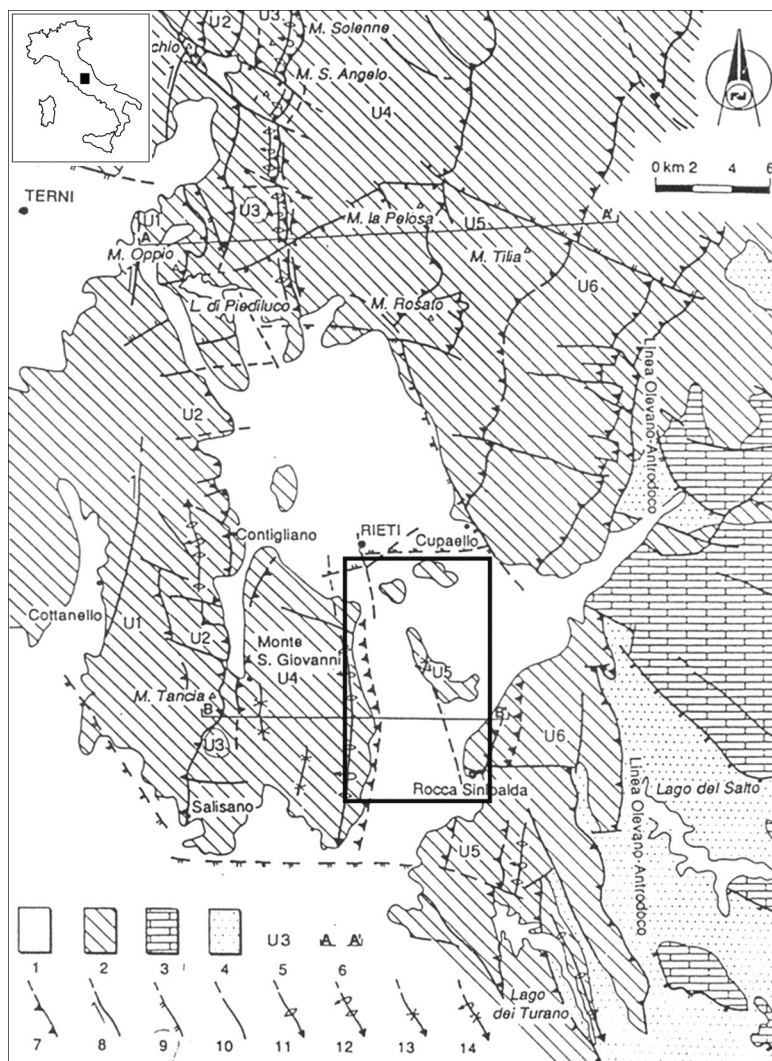 U2
U3
M. Solenne
chio
M. S. Angelo
U4
0 km 2 4 6
TERNI
U1
U3
M. la Pelosa
A
U5
A'
M. Oppio
M. Tilia
U6
L. di Piediluco
M. Rosato
Linea Olevano-Antrodoco
U2
RIETI
Contigliano
Cupaello
Cottanello
U1
U2
Monte
S. Giovanni
U4
U5
M. Tancia
B
B'
U3
U6
Rocca Sinibalda
Lago del Salto
Salisano
Linea Olevano-Antrodoco
U5
U3
A A'
1 2 3 4 5 6
Lago
del Turano
7 8 9 10 11 12 13 14